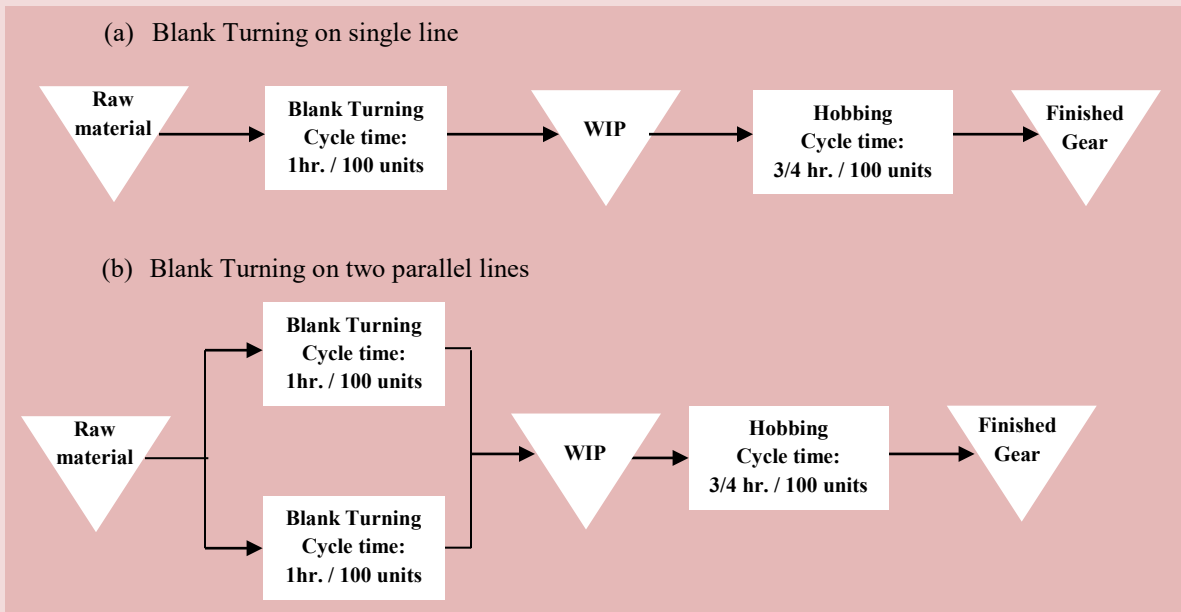 (a) Blank Turning on single line
Raw
material
Blank Turning
Cycle time:
1hr. / 100 units
WIP
Hobbing
Cycle time:
3/4 hr. / 100 units
Finished
Gear
(b) Blank Turning on two parallel lines
Raw
material
Blank Turning
Cycle time:
1hr. / 100 units
Blank Turning
Cycle time:
1hr. / 100 units
WIP
Hobbing
Cycle time:
3/4 hr. / 100 units
Finished
Gear